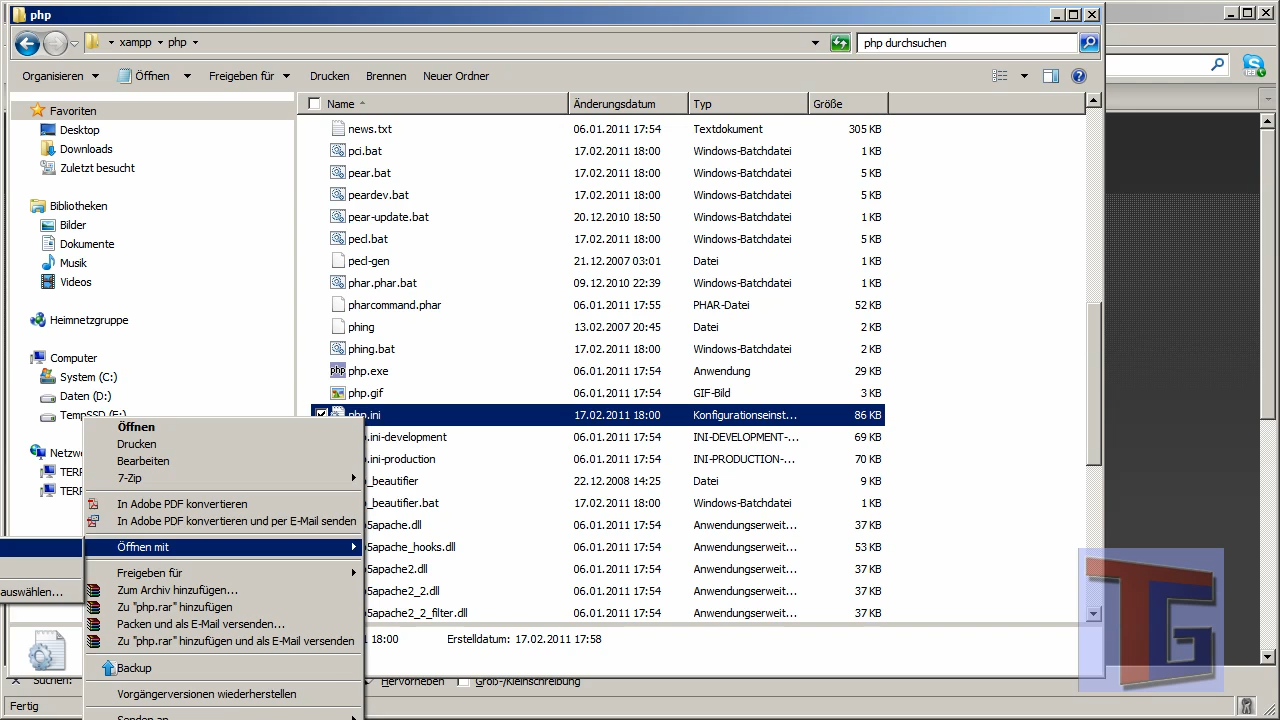 php
xampp php
php durchsuchen
Organisieren Öffnen Freigeben für Drucken Brennen Neuer Ordner
Favoriten
Desktop
Downloads
Zuletzt besucht
Bibliotheken
Bilder
Dokumente
Musik
Videos
Heimnetzgruppe
Computer
System (C:)
Daten (D:)
TempSSD (E:)
Name Änderungsdatum Typ Größe
news.txt 06.01.2011 17:54 Textdokument 305 KB
pci.bat 17.02.2011 18:00 Windows-Batchdatei 1 KB
pear.bat 17.02.2011 18:00 Windows-Batchdatei 5 KB
peardev.bat 17.02.2011 18:00 Windows-Batchdatei 5 KB
pear-update.bat 20.12.2010 18:50 Windows-Batchdatei 1 KB
pecl.bat 17.02.2011 18:00 Windows-Batchdatei 5 KB
pecl-gen 21.12.2007 03:01 Datei 1 KB
phar.phar.bat 09.12.2010 22:39 Windows-Batchdatei 1 KB
pharcommand.phar 06.01.2011 17:55 PHAR-Datei 52 KB
phing 13.02.2007 20:45 Datei 2 KB
phing.bat 17.02.2011 18:00 Windows-Batchdatei 2 KB
php.exe 06.01.2011 17:54 Anwendung 29 KB
php.gif 06.01.2011 17:54 GIF-Bild 3 KB
php.ini 17.02.2011 18:00 Konfigurationseinst... 86 KB
.ini-development 06.01.2011 17:54 INI-DEVELOPMENT-... 69 KB
.ini-production 06.01.2011 17:54 INI-PRODUCTION-... 70 KB
_beautifier 22.12.2008 14:25 Datei 9 KB
_beautifier.bat 17.02.2011 18:00 Windows-Batchdatei 1 KB
5apache.dll 06.01.2011 17:54 Anwendungserweit... 37 KB
5apache_hooks.dll 06.01.2011 17:54 Anwendungserweit... 37 KB
5apache2.dll 06.01.2011 17:54 Anwendungserweit... 37 KB
5apache2_2.dll 06.01.2011 17:54 Anwendungserweit... 37 KB
5apache2_2_filter.dll 06.01.2011 17:54 Anwendungserweit... 37 KB
Öffnen
Drucken
Bearbeiten
7-Zip
In Adobe PDF konvertieren
In Adobe PDF konvertieren und per E-Mail senden
Öffnen mit
Freigeben für
Zum Archiv hinzufügen...
Zu "php.rar" hinzufügen
Packen und als E-Mail versenden...
Zu "php.rar" hinzufügen und als E-Mail versenden
Backup
Vorgängerversionen wiederherstellen
Senden an
auswählen...
18:00 Erstelldatum: 17.02.2011 17:58
Suchen: Hervorheben Groß-/Kleinschreibung
Fertig
TG